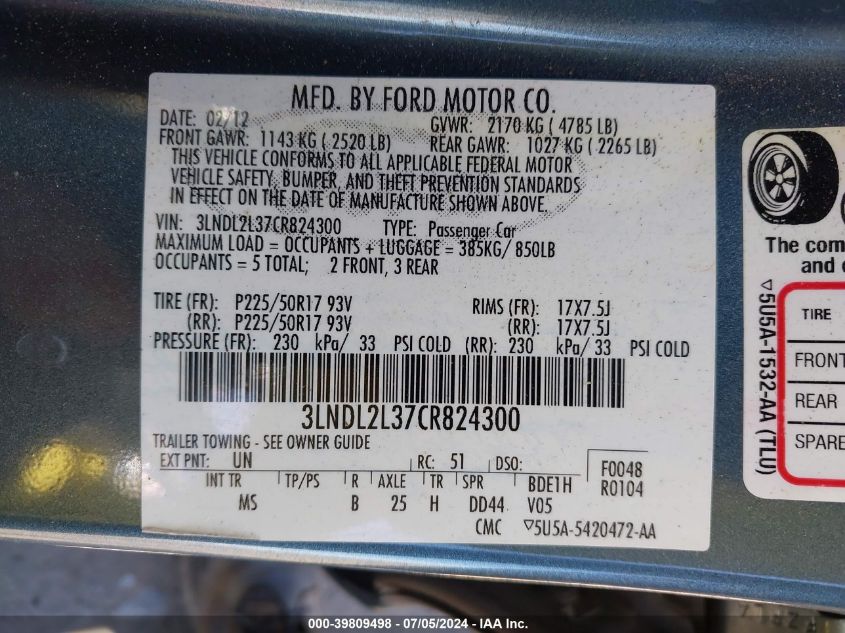 MFD. BY FORD MOTOR CO.
DATE: 02/12 GVWR: 2170 KG ( 4785 LB)
FRONT GAWR: 1143 KG ( 2520 LB) REAR GAWR: 1027 KG ( 2265 LB)
THIS VEHICLE CONFORMS TO ALL APPLICABLE FEDERAL MOTOR
VEHICLE SAFETY, BUMPER, AND THEFT PREVENTION STANDARDS
IN EFFECT ON THE DATE OF MANUFACTURE SHOWN ABOVE.
VIN: 3LNDL2L37CR824300 TYPE: Passenger Car
MAXIMUM LOAD = OCCUPANTS + LUGGAGE = 385KG/ 850LB
OCCUPANTS = 5 TOTAL; 2 FRONT, 3 REAR
TIRE (FR): P225/50R17 93V RIMS (FR): 17X7.5J
(RR): P225/50R17 93V (RR): 17X7.5J
PRESSURE (FR): 230 kPa/ 33 PSI COLD (RR): 230 kPa/ 33 PSI COLD
3LNDL2L37CR824300
TRAILER TOWING - SEE OWNER GUIDE
EXT PNT: UN RC: 51 DSO: F0048
INT TR TP/PS R AXLE TR SPR BDE1H R0104
MS B 25 H DD44 V05
CMC ▽5U5A-5420472-AA
▽5U5A-1532-AA (TLU)
The com
and
TIRE
FRONT
REAR
SPARE
000-39809498 - 07/05/2024 - IAA Inc.